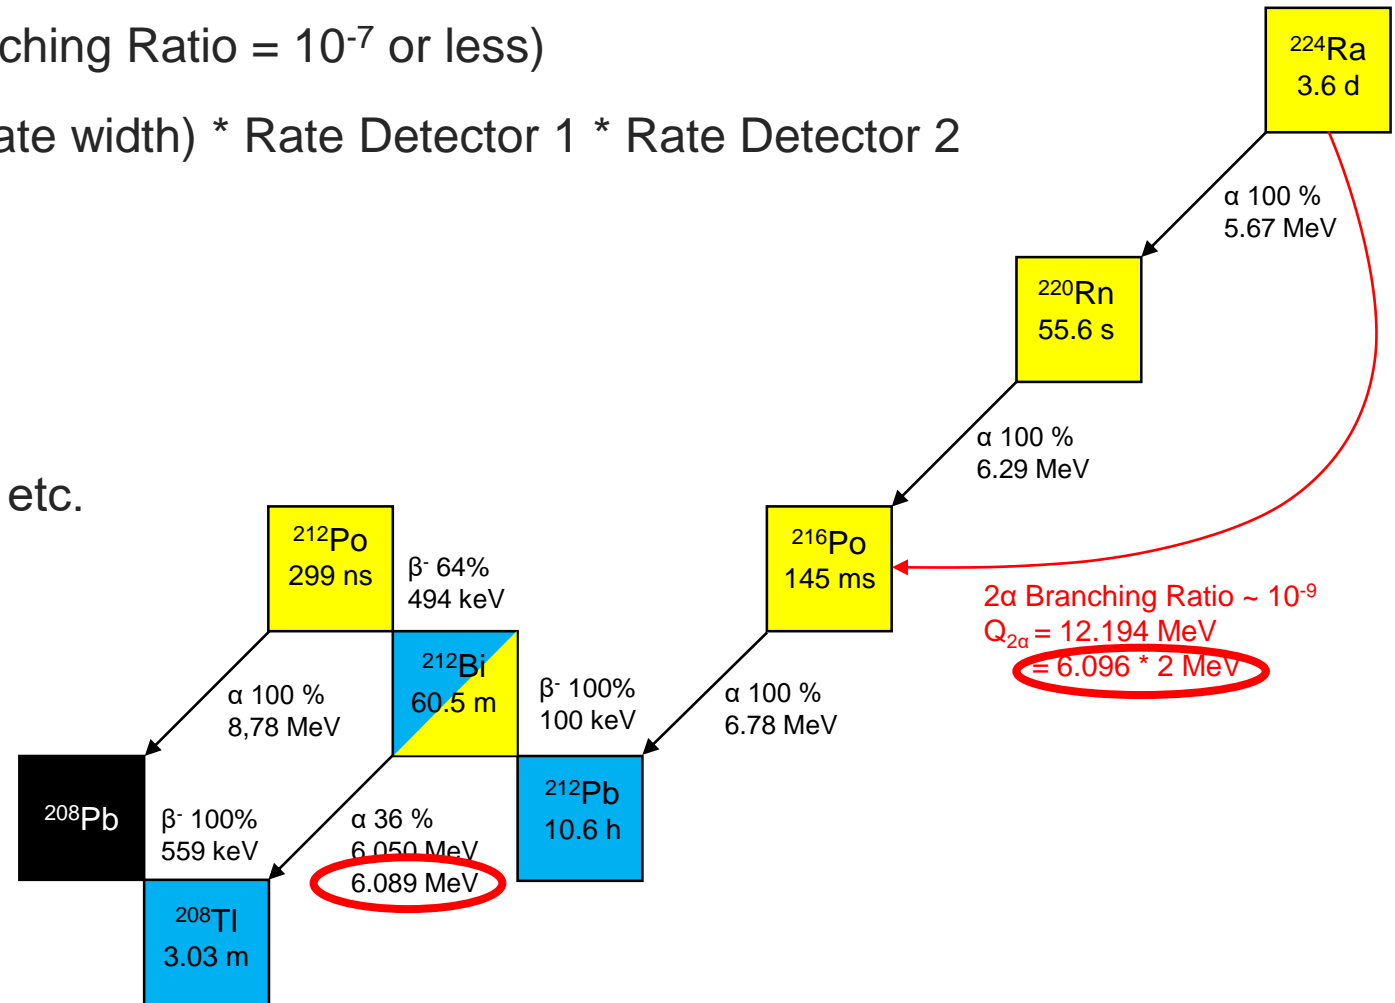 ching Ratio = 10⁻⁷ or less)
ate width) * Rate Detector 1 * Rate Detector 2
etc.
²²⁴Ra
3.6 d
α 100 %
5.67 MeV
²²⁰Rn
55.6 s
α 100 %
6.29 MeV
²¹⁶Po
145 ms
2α Branching Ratio ~ 10⁻⁹
Q₂α = 12.194 MeV
= 6.096 * 2 MeV
α 100 %
6.78 MeV
²¹²Po
299 ns
β⁻ 64%
494 keV
²¹²Bi
60.5 m
β⁻ 100%
100 keV
²¹²Pb
10.6 h
α 100 %
8,78 MeV
²⁰⁸Pb
β⁻ 100%
559 keV
α 36 %
6.050 MeV
6.089 MeV
²⁰⁸Tl
3.03 m